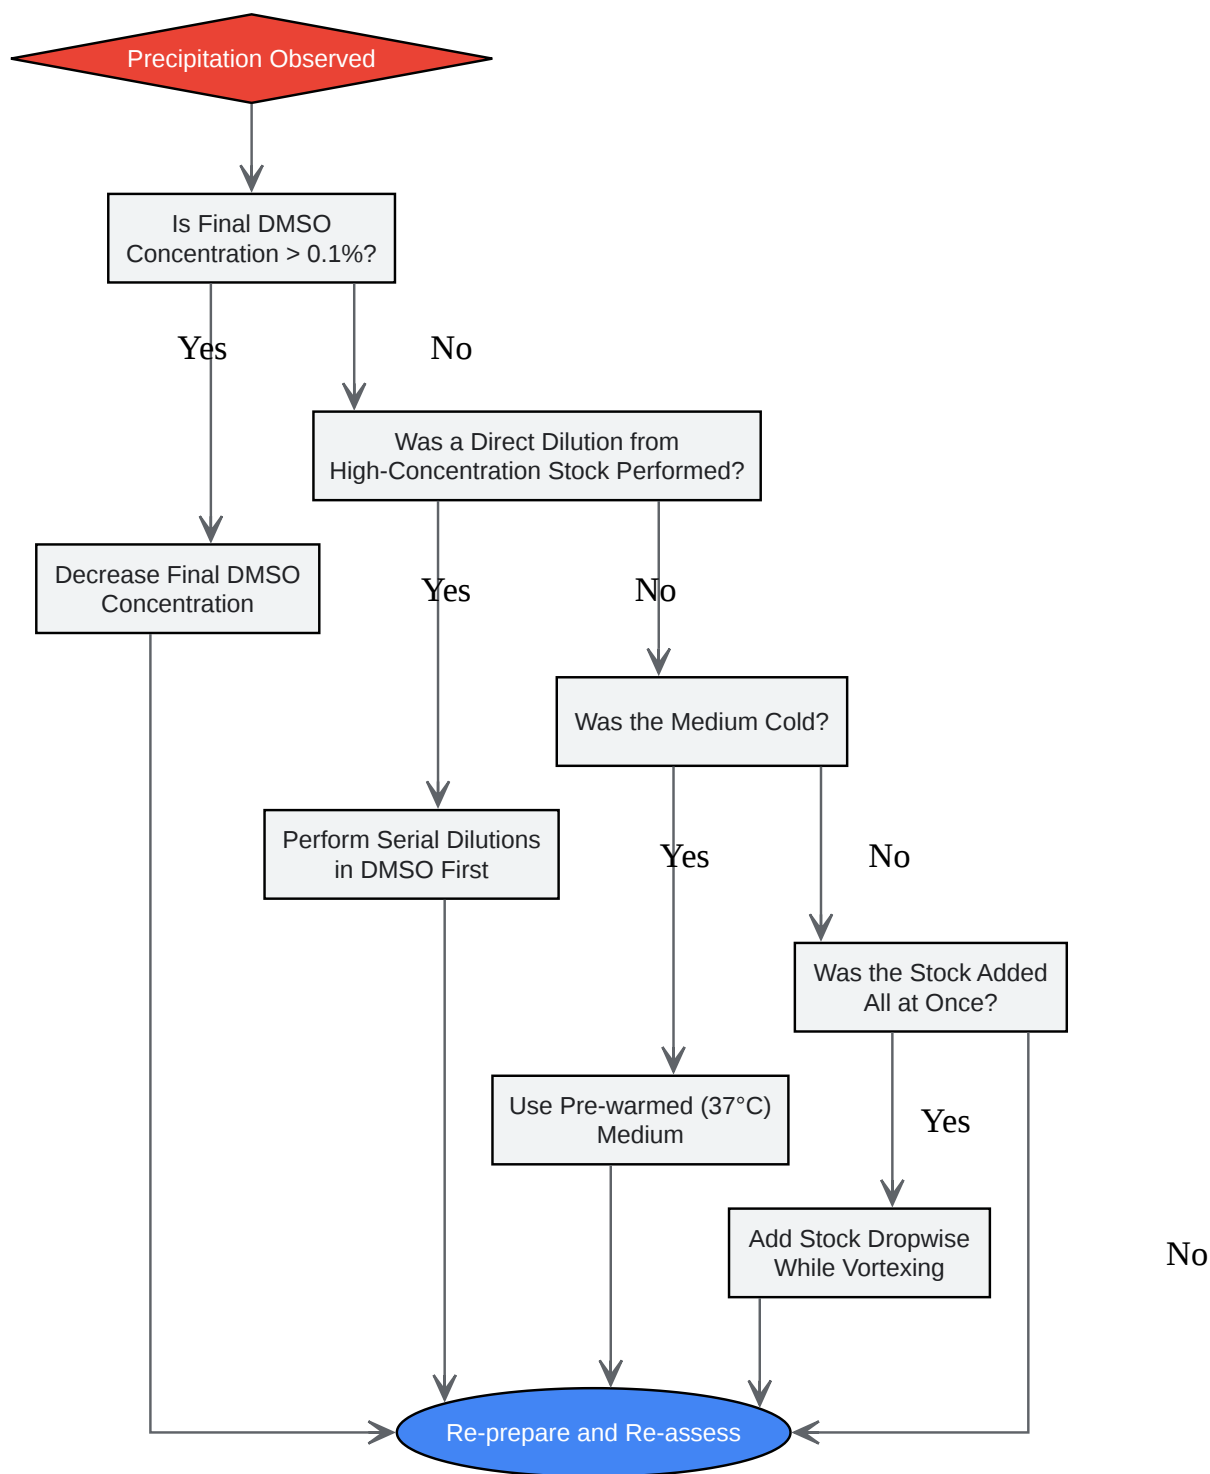 Precipitation Observed
Is Final DMSO
Concentration > 0.1%?
Yes
No
Was a Direct Dilution from
High-Concentration Stock Performed?
Decrease Final DMSO
Concentration
Yes
No
Was the Medium Cold?
Perform Serial Dilutions
in DMSO First
Yes
No
Was the Stock Added
All at Once?
Use Pre-warmed (37°C)
Medium
Yes
Add Stock Dropwise
While Vortexing
No
Re-prepare and Re-assess